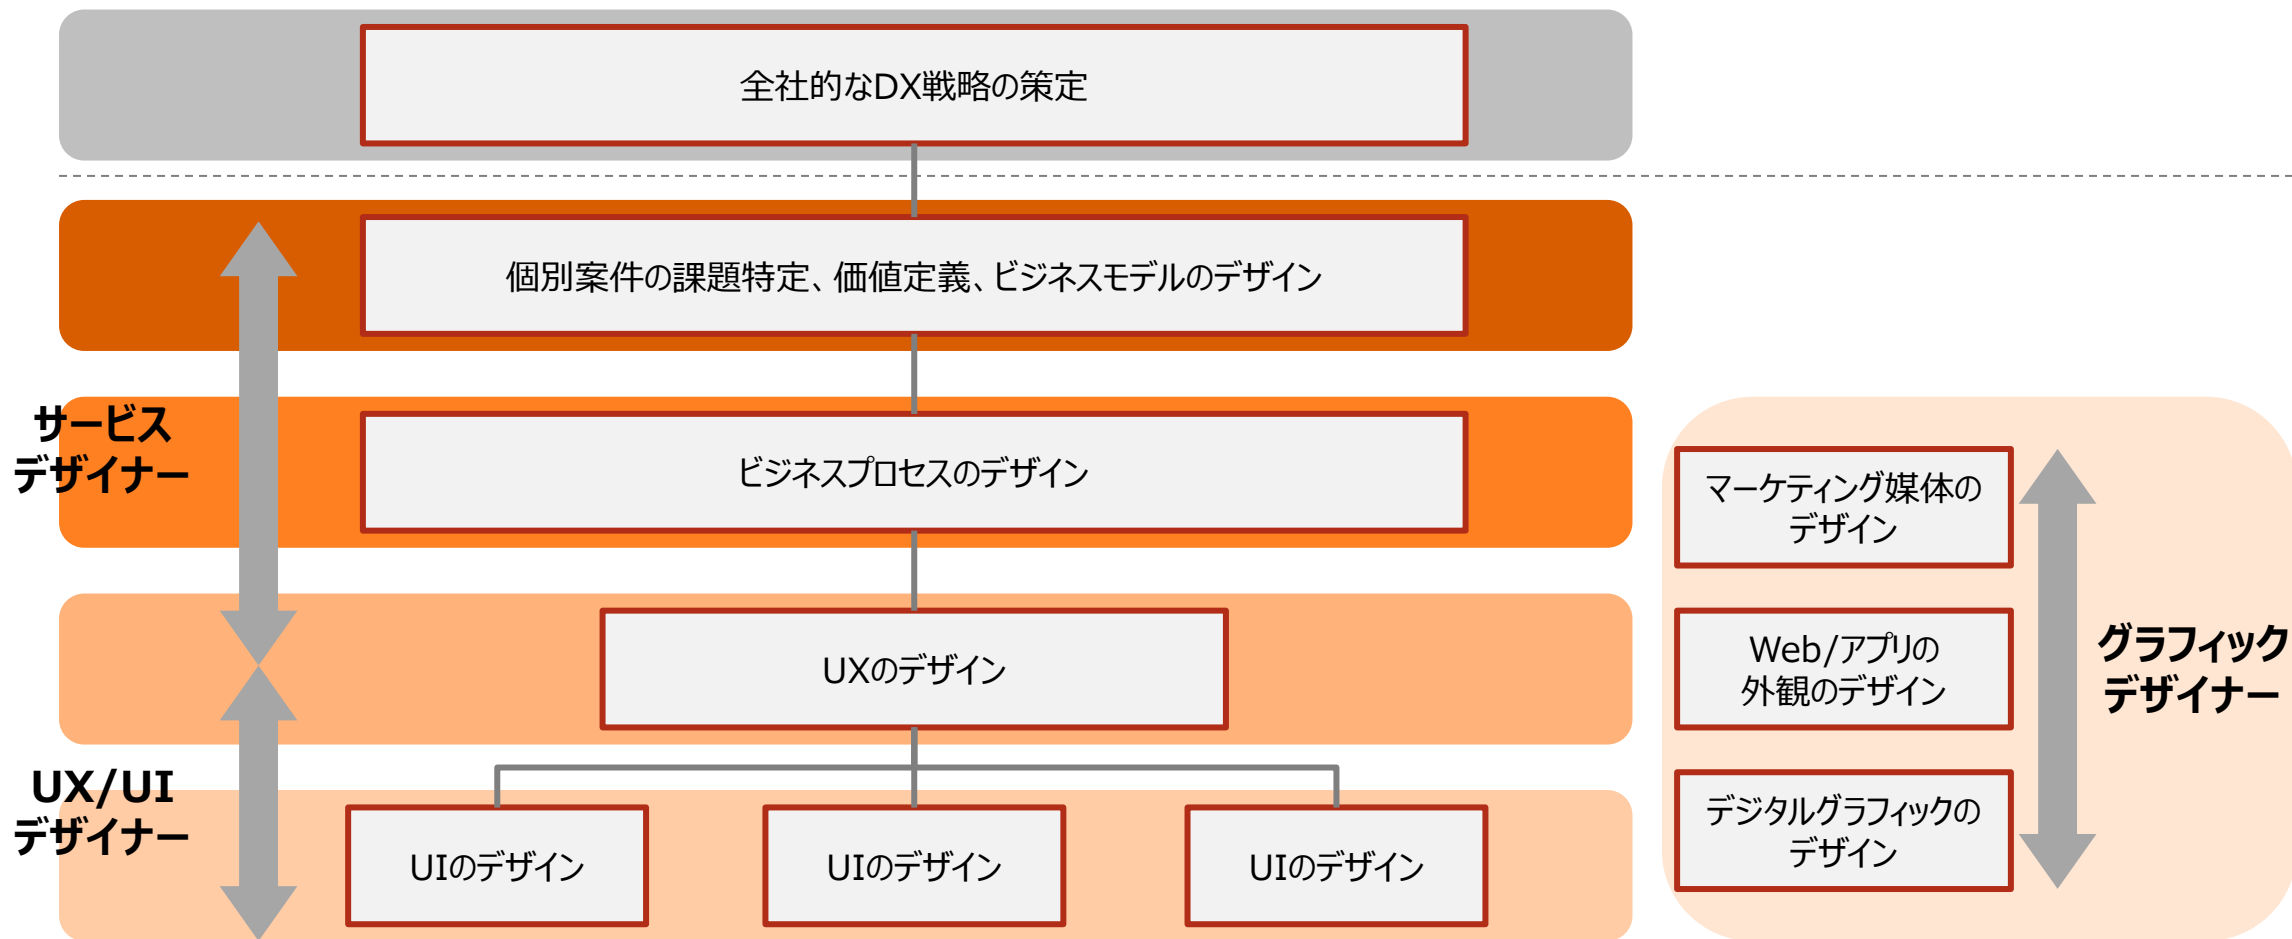 全社的なDX戦略の策定
個別案件の課題特定、価値定義、ビジネスモデルのデザイン
サービス
デザイナー
ビジネスプロセスのデザイン
マーケティング媒体の
デザイン
UXのデザイン
Web/アプリの
外観のデザイン
グラフィック
デザイナー
UX/UI
デザイナー
UIのデザイン
UIのデザイン
UIのデザイン
デジタルグラフィックの
デザイン